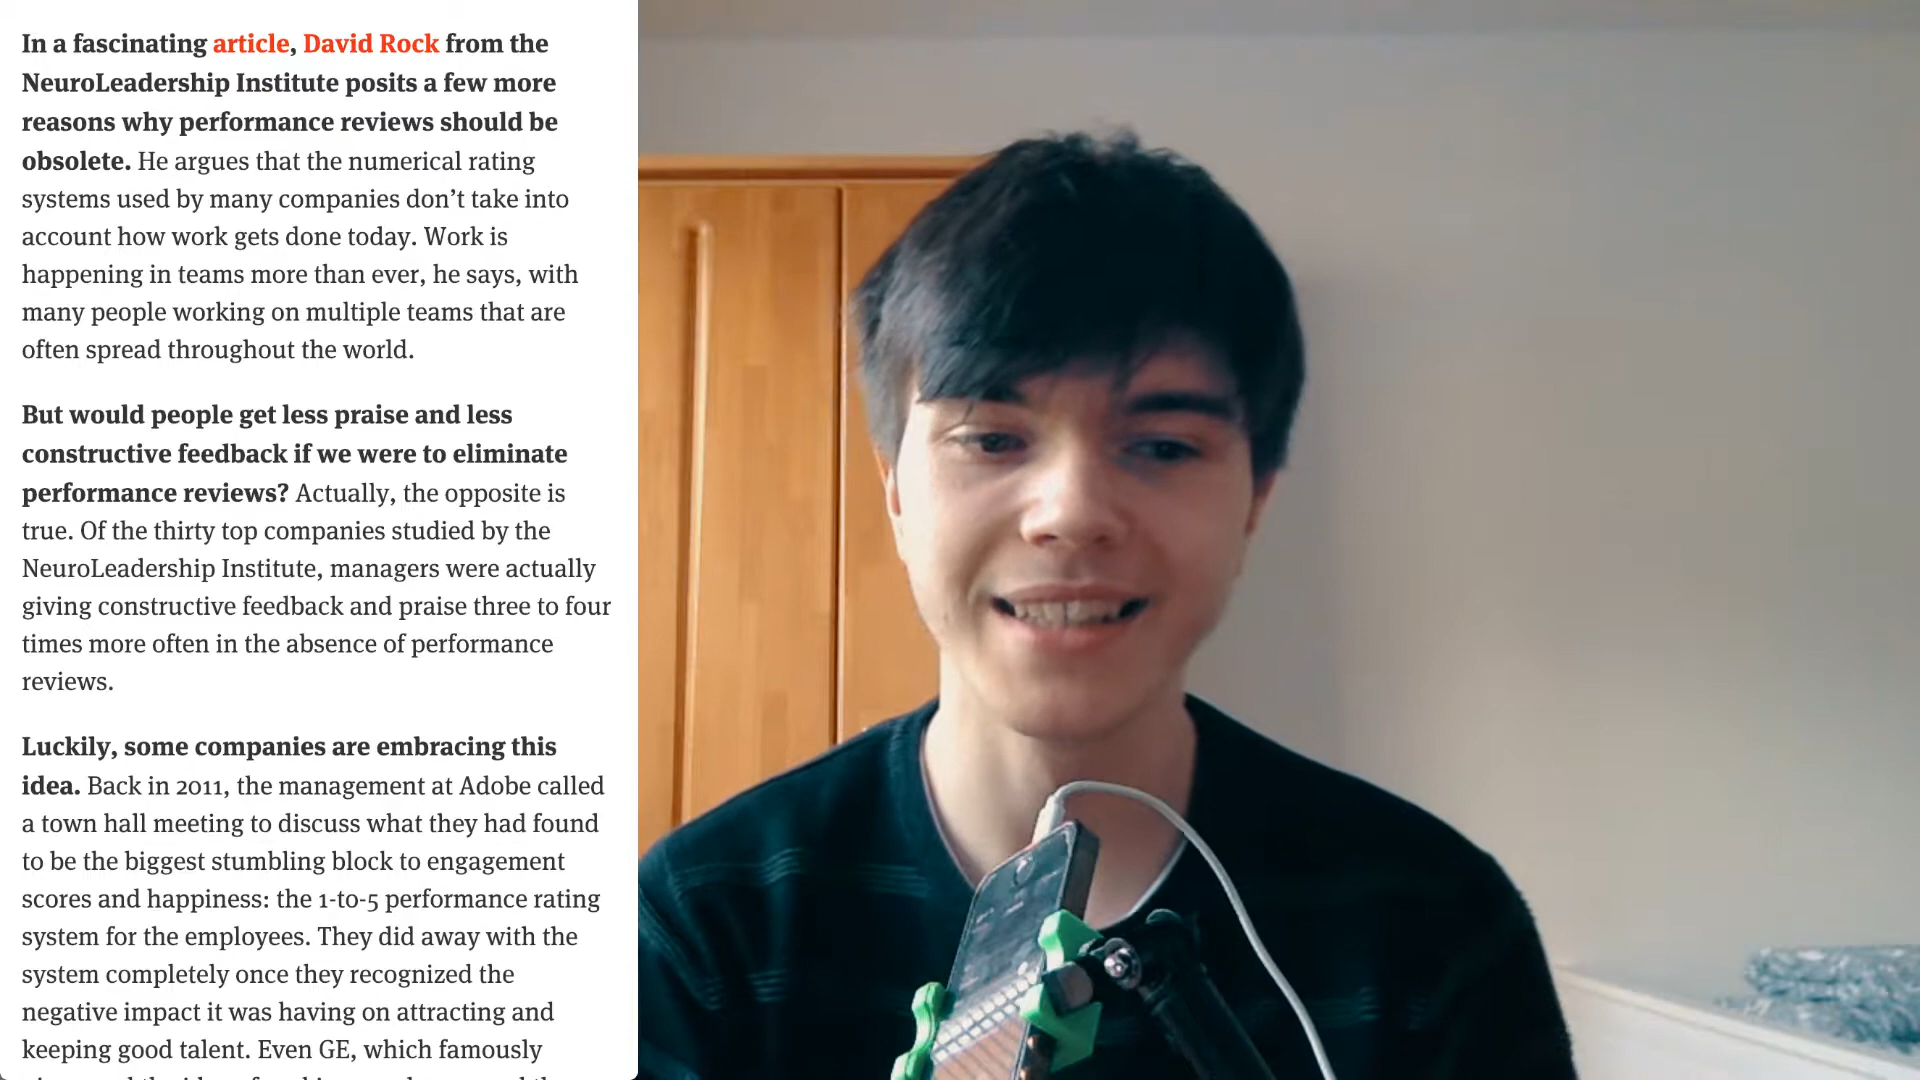 In a fascinating article, David Rock from the
NeuroLeadership Institute posits a few more
reasons why performance reviews should be
obsolete. He argues that the numerical rating
systems used by many companies don’t take into
account how work gets done today. Work is
happening in teams more than ever, he says, with
many people working on multiple teams that are
often spread throughout the world.
But would people get less praise and less
constructive feedback if we were to eliminate
performance reviews? Actually, the opposite is
true. Of the thirty top companies studied by the
NeuroLeadership Institute, managers were actually
giving constructive feedback and praise three to four
times more often in the absence of performance
reviews.
Luckily, some companies are embracing this
idea. Back in 2011, the management at Adobe called
a town hall meeting to discuss what they had found
to be the biggest stumbling block to engagement
scores and happiness: the 1-to-5 performance rating
system for the employees. They did away with the
system completely once they recognized the
negative impact it was having on attracting and
keeping good talent. Even GE, which famously